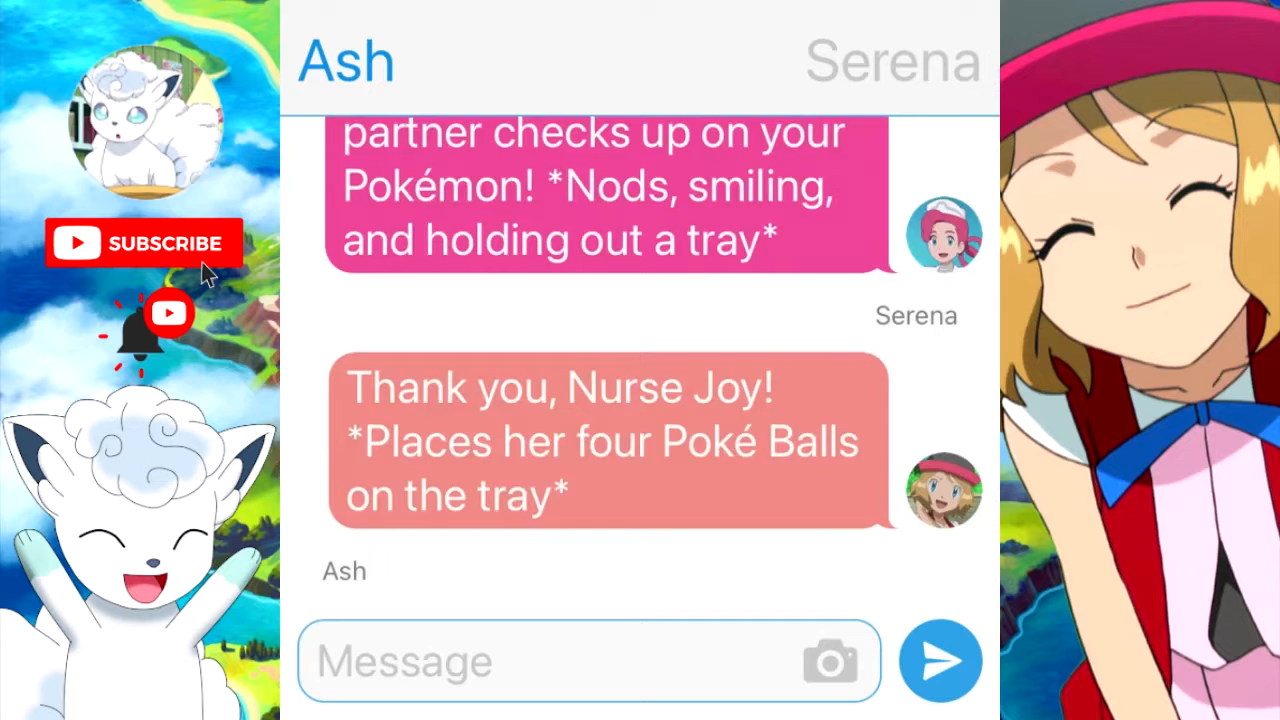 Ash
Serena
SUBSCRIBE
partner checks up on your
Pokémon! *Nods, smiling,
and holding out a tray*
Serena
Thank you, Nurse Joy!
*Places her four Poké Balls
on the tray*
Ash
Message